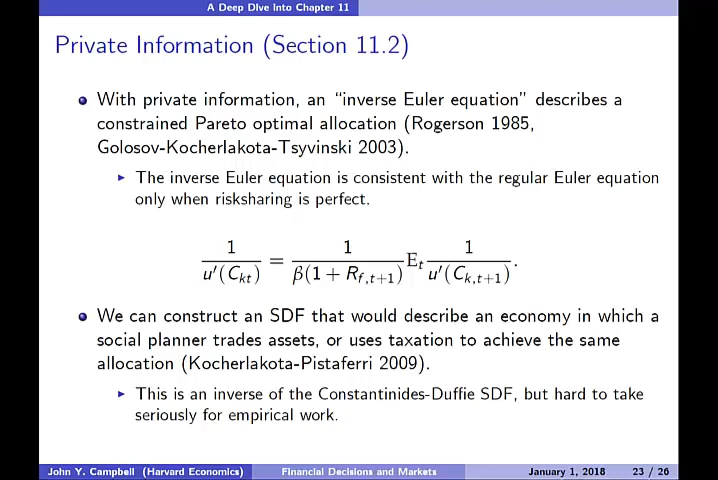 A Deep Dive Into Chapter 11
Private Information (Section 11.2)
With private information, an “inverse Euler equation” describes a
constrained Pareto optimal allocation (Rogerson 1985,
Golosov-Kocherlakota-Tsyvinski 2003).
The inverse Euler equation is consistent with the regular Euler equation
only when risksharing is perfect.
1/u′(C_kt) = 1/β(1 + R_f,t+1) E_t 1/u′(C_k,t+1).
We can construct an SDF that would describe an economy in which a
social planner trades assets, or uses taxation to achieve the same
allocation (Kocherlakota-Pistaferri 2009).
This is an inverse of the Constantinides-Duffie SDF, but hard to take
seriously for empirical work.
John Y. Campbell (Harvard Economics) Financial Decisions and Markets January 1, 2018 23 / 26